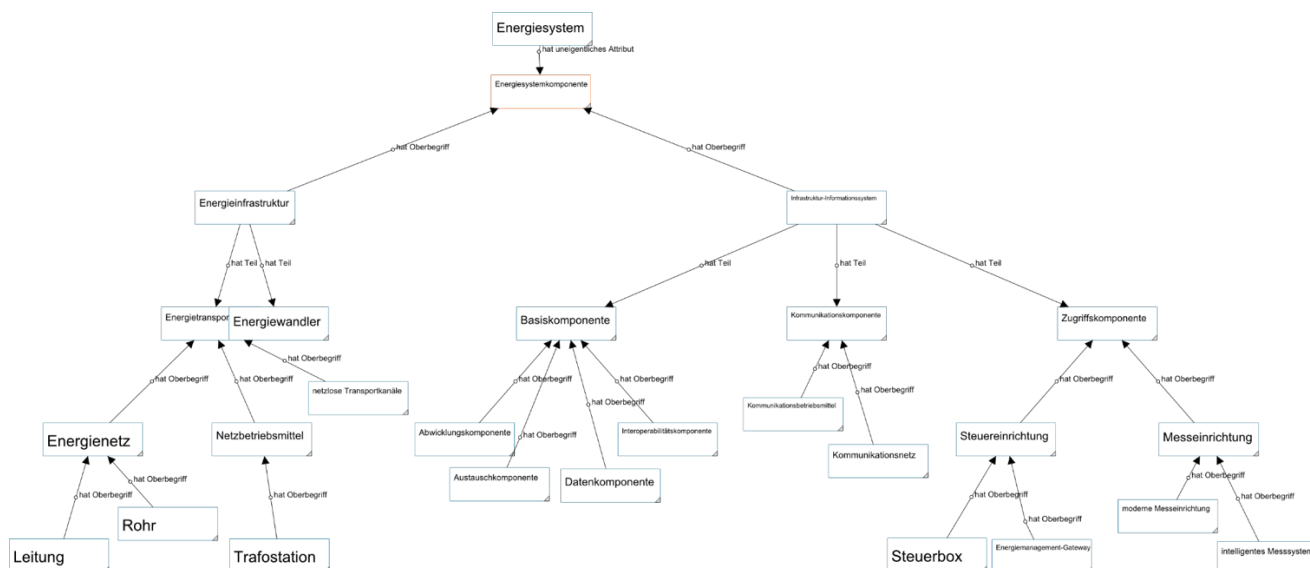 Energiesystem
hat uneigentliches Attribut
Energiesystemkomponente
hat Oberbegriff
hat Oberbegriff
Energieinfrastruktur
Infrastruktur-Informationssystem
hat Teil
hat Teil
hat Teil
hat Teil
hat Teil
Energietranspor
Energiewandler
Basiskomponente
Kommunikationskomponente
Zugriffskomponente
hat Oberbegriff
hat Oberbegriff
hat Oberbegriff
netzlose Transportkanäle
hat Oberbegriff
hat Oberbegriff
hat Oberbegriff
hat Oberbegriff
hat Oberbegriff
hat Oberbegriff
Kommunikationsbetriebsmittel
hat Oberbegriff
hat Oberbegriff
Energienetz
Netzbetriebsmittel
Abwicklungskomponente
Interoperabilitätskomponente
Kommunikationsnetz
Steuereinrichtung
Messeinrichtung
Austauschkomponente
Datenkomponente
hat Oberbegriff
hat Oberbegriff
hat Oberbegriff
hat Oberbegriff
hat Oberbegriff
hat Oberbegriff
hat Oberbegriff
Rohr
moderne Messeinrichtung
Leitung
Trafostation
Steuerbox
Energiemanagement-Gateway
intelligentes Messsystem